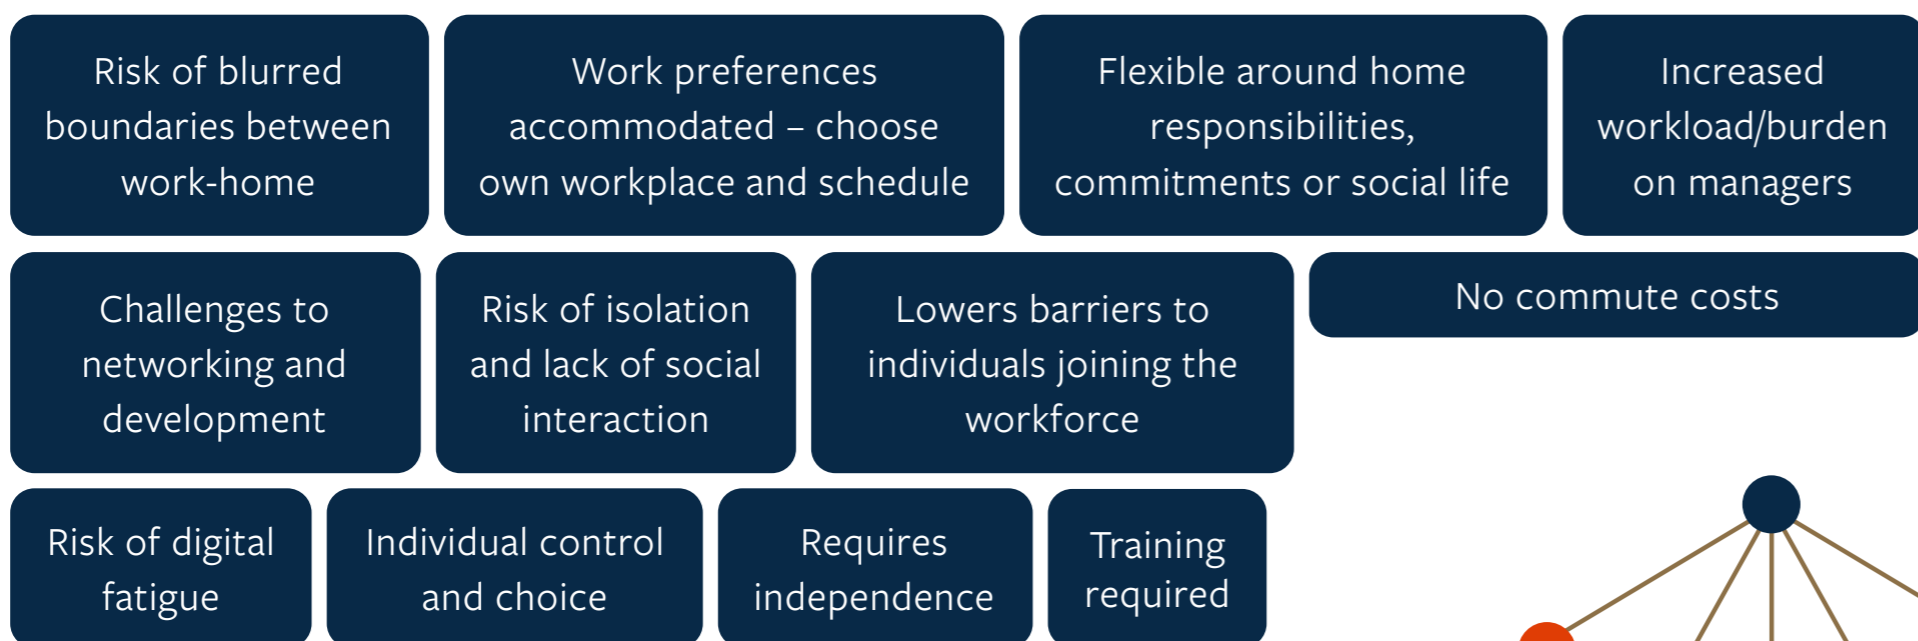 Risk of blurred
boundaries between
work-home
Work preferences
accommodated – choose
own workplace and schedule
Flexible around home
responsibilities,
commitments or social life
Increased
workload/burden
on managers
Challenges to
networking and
development
Risk of isolation
and lack of social
interaction
Lowers barriers to
individuals joining the
workforce
No commute costs
Risk of digital
fatigue
Individual control
and choice
Requires
independence
Training
required